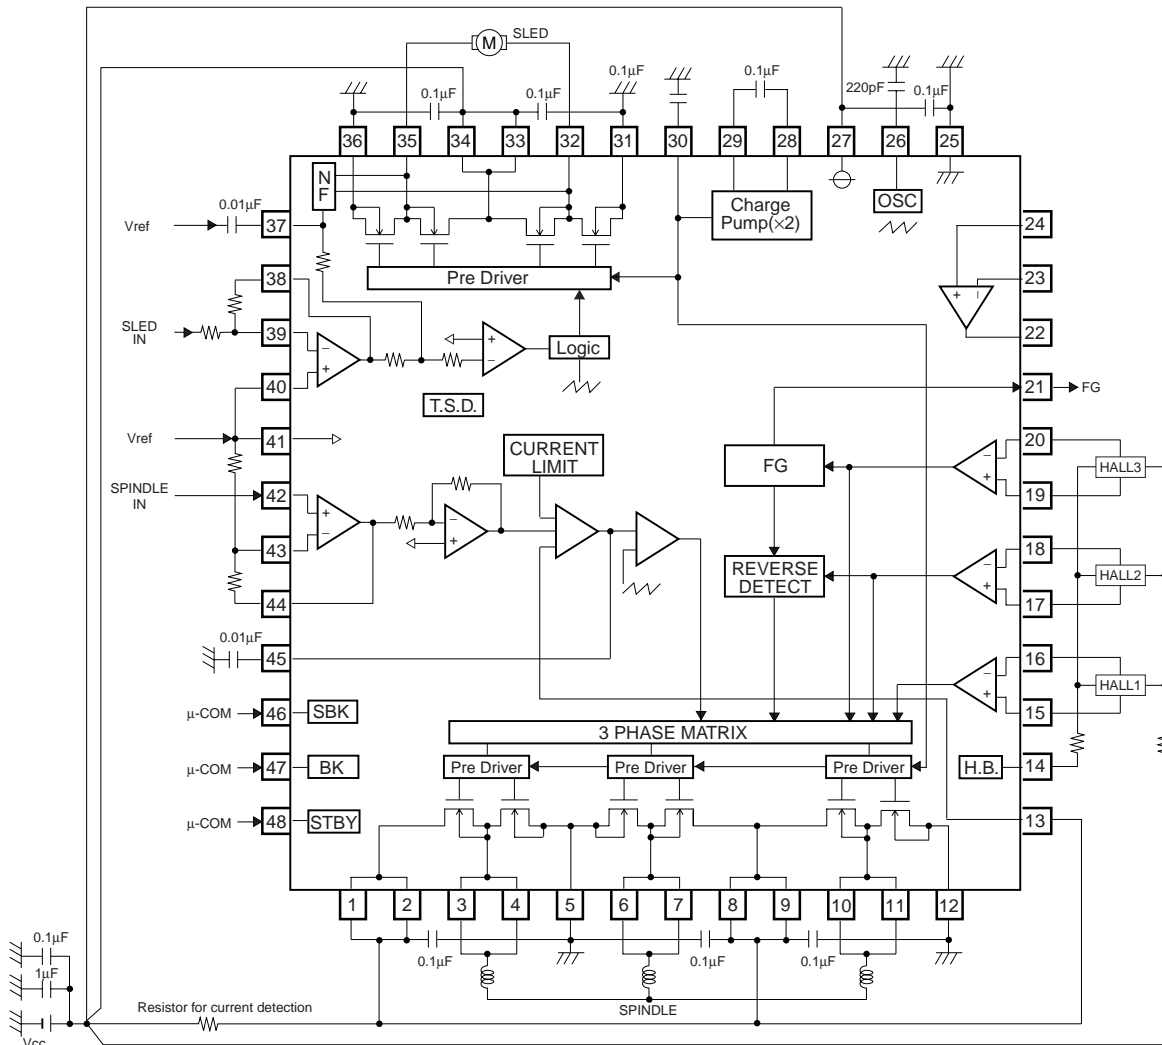 M SLED
0.1μF
0.1μF
0.1μF
0.1μF
220pF
0.1μF
36 35 34 33 32 31 30 29 28 27 26 25
N F
OSC
Charge
Pump(×2)
0.01μF
Vref
37
24
38
Pre Driver
23
SLED
IN
39
22
Logic
40
T.S.D.
21
FG
Vref
41
CURRENT
LIMIT
FG
20
HALL3
SPINDLE
IN
42
19
43
REVERSE
DETECT
18
HALL2
44
17
0.01μF
45
16
HALL1
μ-COM
46
SBK
15
3 PHASE MATRIX
μ-COM
47
BK
Pre Driver
Pre Driver
Pre Driver
H.B.
14
μ-COM
48
STBY
13
1 2 3 4 5 6 7 8 9 10 11 12
0.1μF
0.1μF
0.1μF
0.1μF
1μF
Resistor for current detection
SPINDLE
Vcc